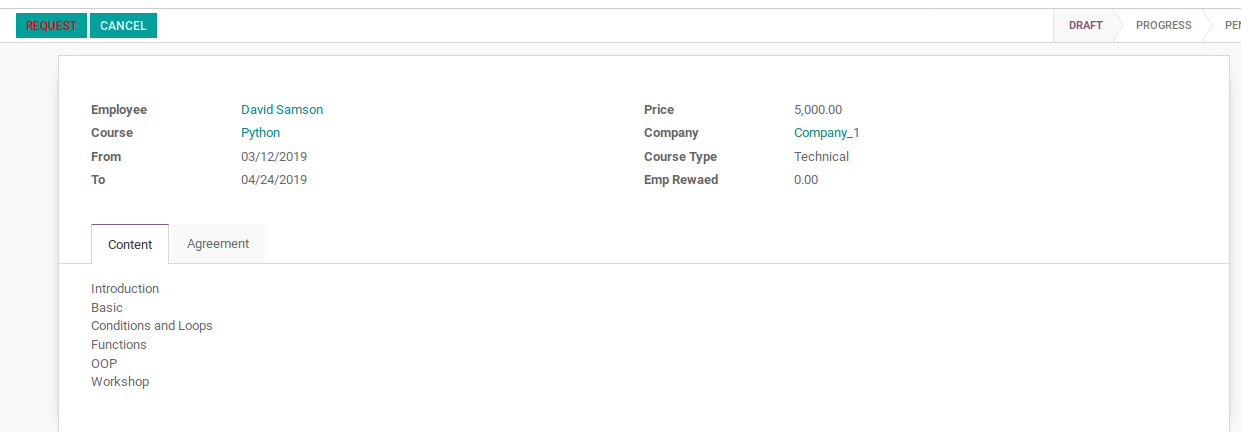 REQUEST CANCEL DRAFT PROGRESS
Employee David Samson Price 5,000.00
Course Python Company Company_1
From 03/12/2019 Course Type Technical
To 04/24/2019 Emp Rewaed 0.00
Content Agreement
Introduction
Basic
Conditions and Loops
Functions
OOP
Workshop